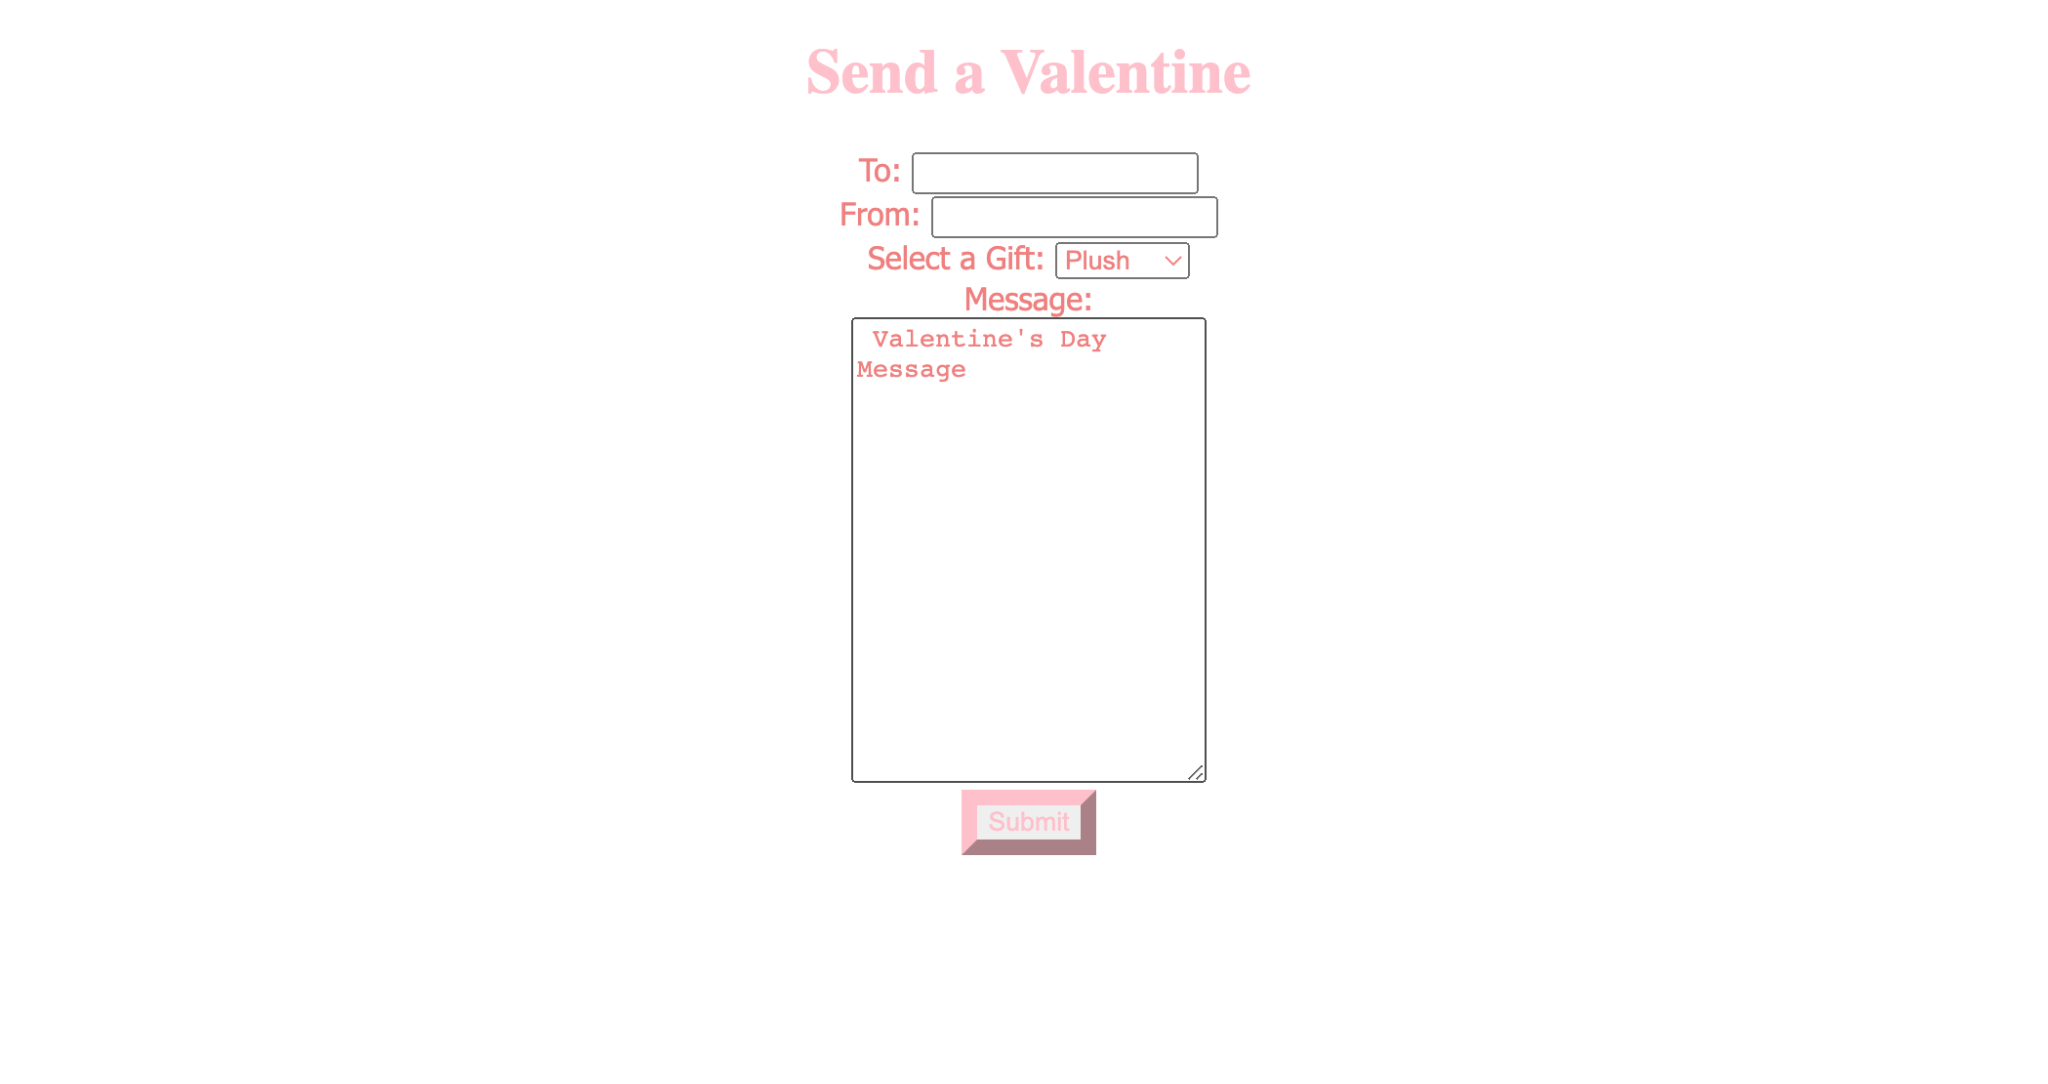 Send a Valentine
To:
From:
Select a Gift: Plush
Message:
Valentine's Day
Message
Submit